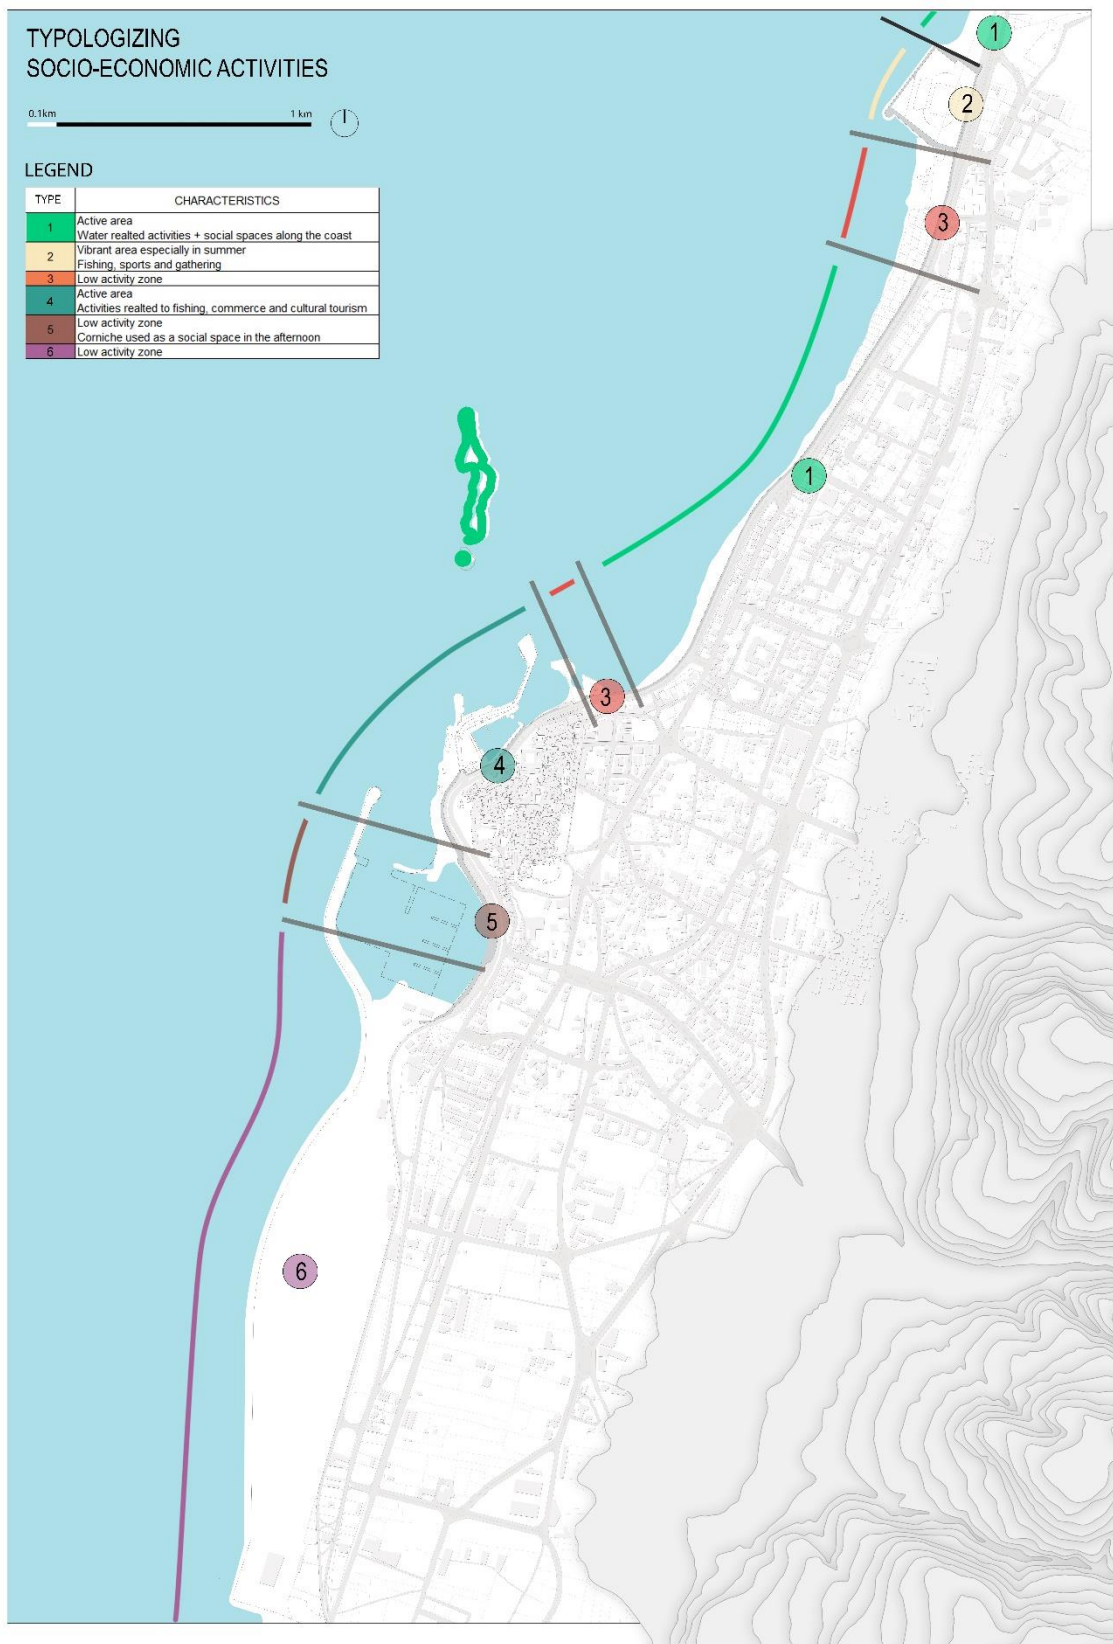 TYPOLOGIZING
SOCIO-ECONOMIC ACTIVITIES
0.1km 1 km
LEGEND
TYPE CHARACTERISTICS
1 Active area
Water realted activities + social spaces along the coast
2 Vibrant area especially in summer
Fishing, sports and gathering
3 Low activity zone
4 Active area
Activities realted to fishing, commerce and cultural tourism
5 Low activity zone
Corniche used as a social space in the afternoon
6 Low activity zone
1
2
3
1
3
4
5
6